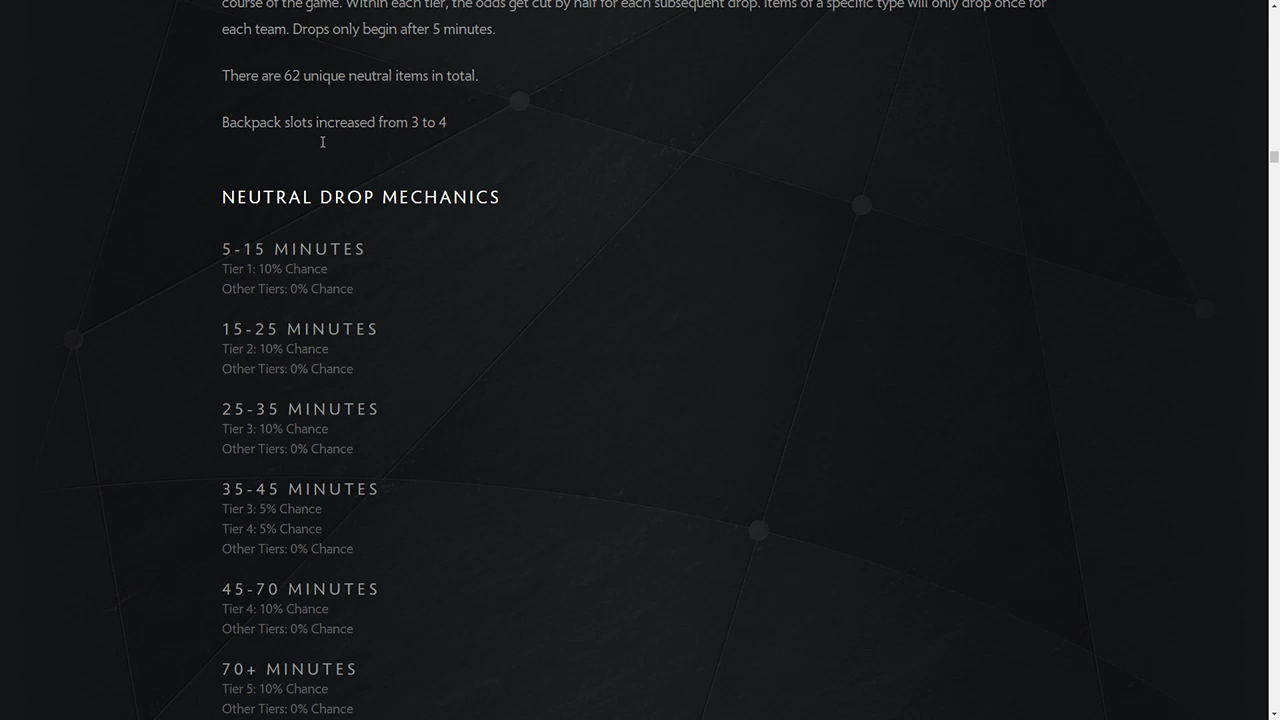 course of the game. Within each tier, the odds get cut by half for each subsequent drop. Items of a specific type will only drop once for
each team. Drops only begin after 5 minutes.
There are 62 unique neutral items in total.
Backpack slots increased from 3 to 4
NEUTRAL DROP MECHANICS
5-15 MINUTES
Tier 1: 10% Chance
Other Tiers: 0% Chance
15-25 MINUTES
Tier 2: 10% Chance
Other Tiers: 0% Chance
25-35 MINUTES
Tier 3: 10% Chance
Other Tiers: 0% Chance
35-45 MINUTES
Tier 3: 5% Chance
Tier 4: 5% Chance
Other Tiers: 0% Chance
45-70 MINUTES
Tier 4: 10% Chance
Other Tiers: 0% Chance
70+ MINUTES
Tier 5: 10% Chance
Other Tiers: 0% Chance